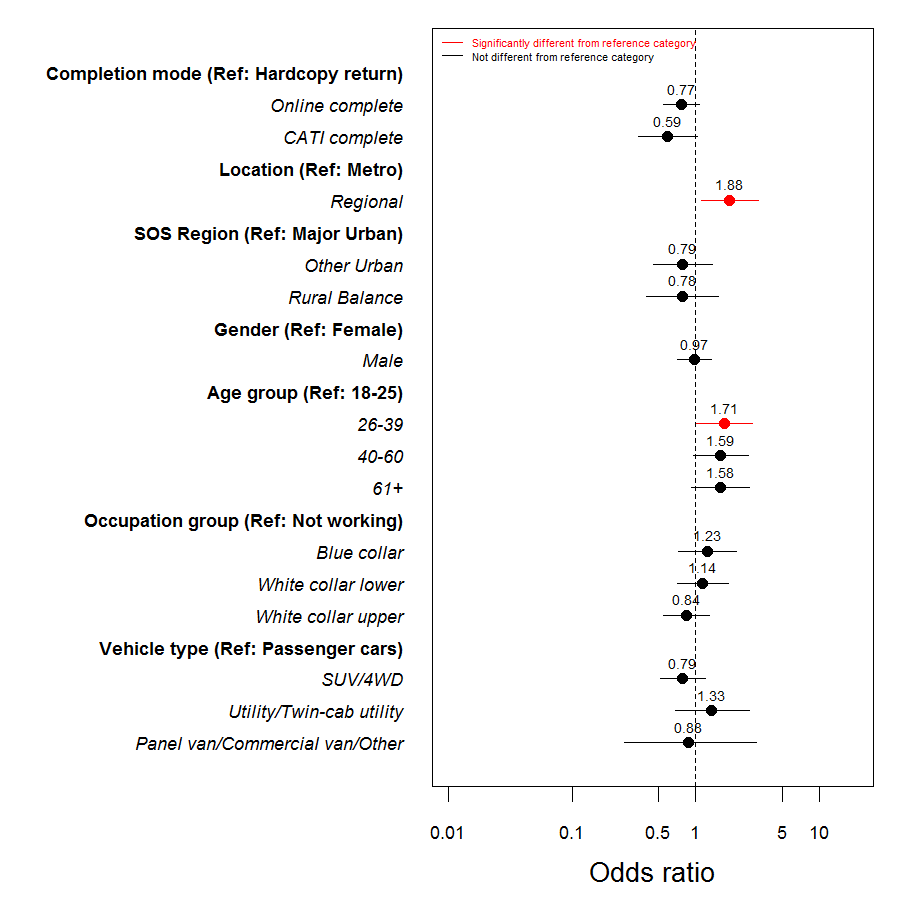 Significantly different from reference category
Not different from reference category
Completion mode (Ref: Hardcopy return)
0.77
Online complete
0.59
CATI complete
Location (Ref: Metro)
1.88
Regional
SOS Region (Ref: Major Urban)
0.79
Other Urban
0.78
Rural Balance
Gender (Ref: Female)
0.97
Male
Age group (Ref: 18-25)
1.71
26-39
1.59
40-60
1.58
61+
Occupation group (Ref: Not working)
1.23
Blue collar
1.14
White collar lower
0.84
White collar upper
Vehicle type (Ref: Passenger cars)
0.79
SUV/4WD
1.33
Utility/Twin-cab utility
0.88
Panel van/Commercial van/Other
0.01 0.1 0.5 1 5 10
Odds ratio